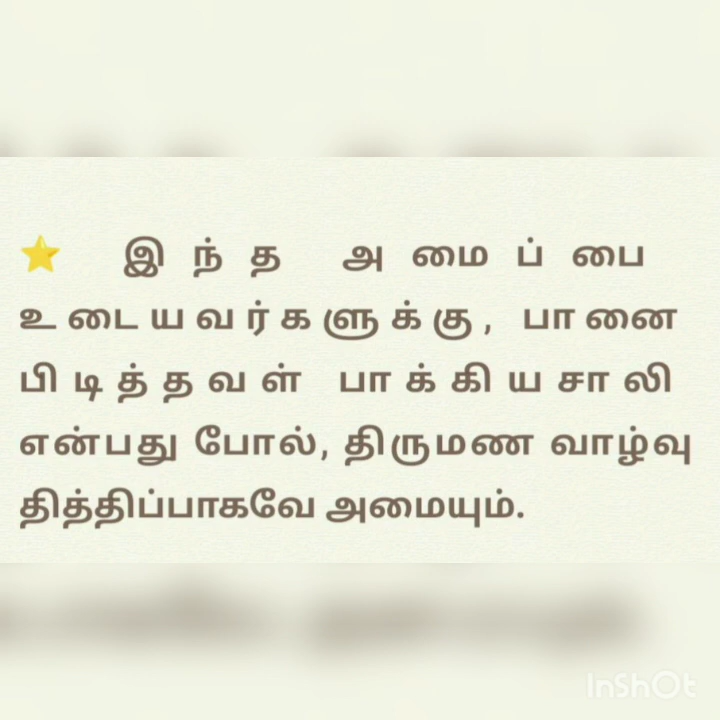 ⭐ இந்த அமைப்பை
உடையவர்களுக்கு, பானை
பிடித்தவள் பாக்கியசாலி
என்பது போல், திருமண வாழ்வு
தித்திப்பாகவே அமையும்.
InShOt